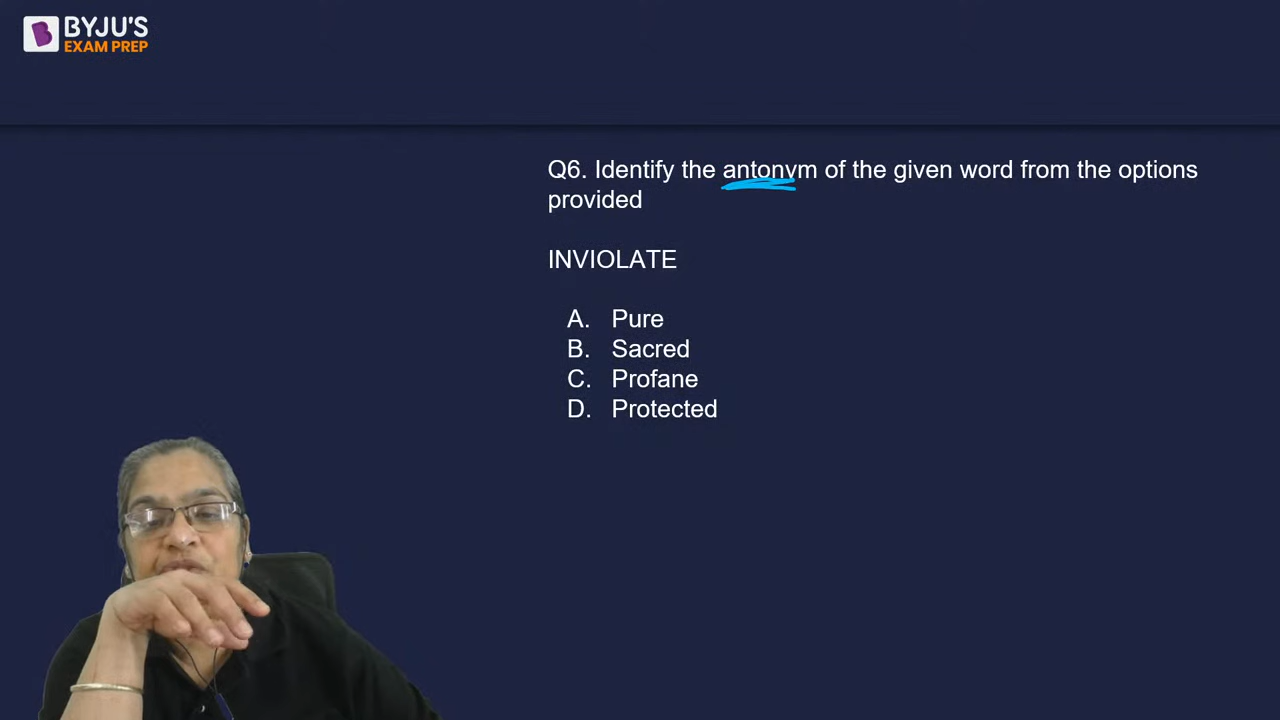 BYJU'S
EXAM PREP
Q6. Identify the antonym of the given word from the options
provided
INVIOLATE
A. Pure
B. Sacred
C. Profane
D. Protected